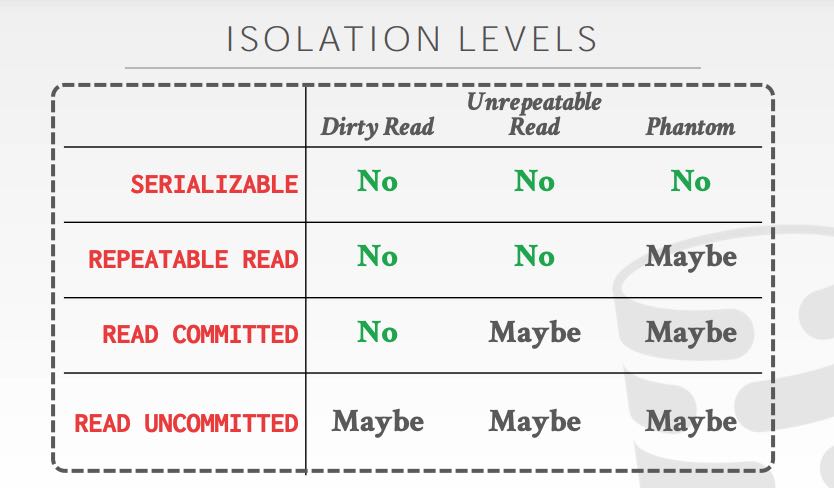 ISOLATION LEVELS
Unrepeatable
Dirty Read Read Phantom
SERIALIZABLE No No No
REPEATABLE READ No No Maybe
READ COMMITTED No Maybe Maybe
READ UNCOMMITTED Maybe Maybe Maybe